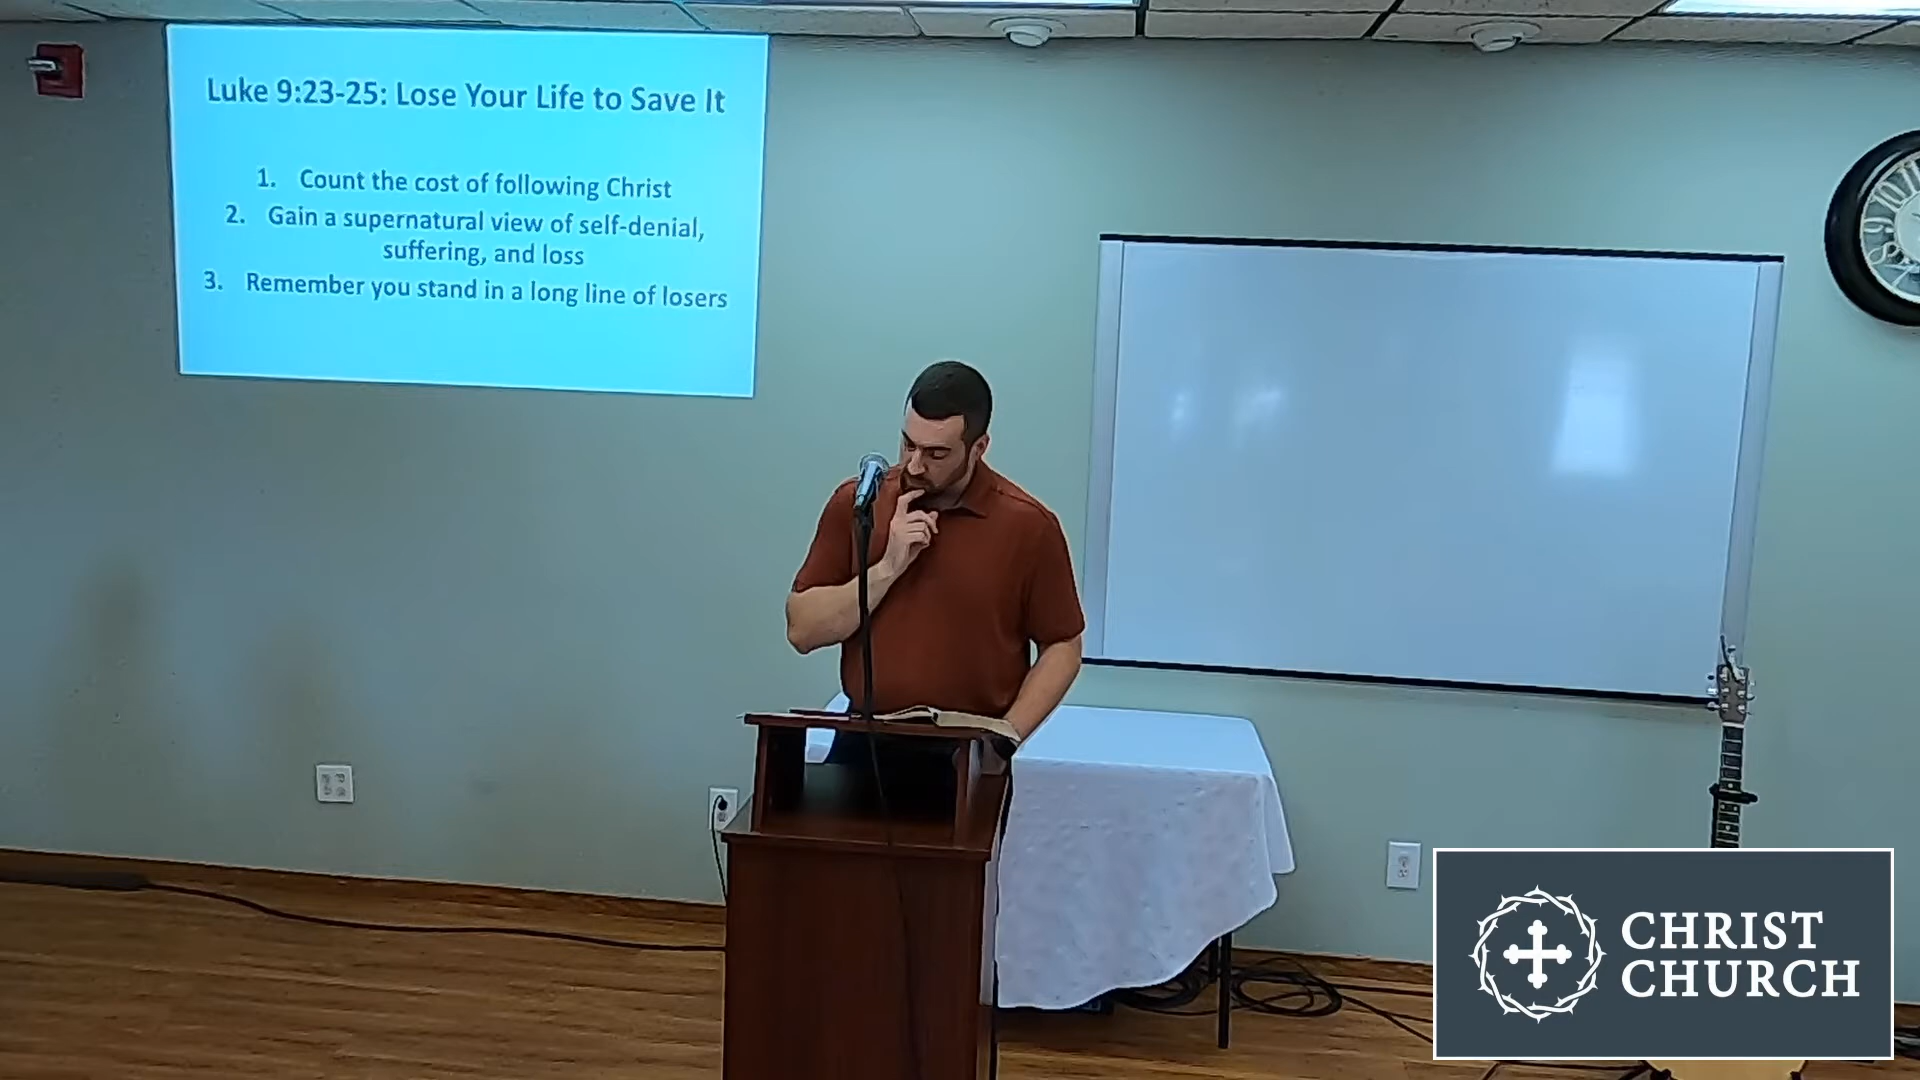 Luke 9:23-25: Lose Your Life to Save It
1. Count the cost of following Christ
2. Gain a supernatural view of self-denial,
suffering, and loss
3. Remember you stand in a long line of losers
CHRIST
CHURCH